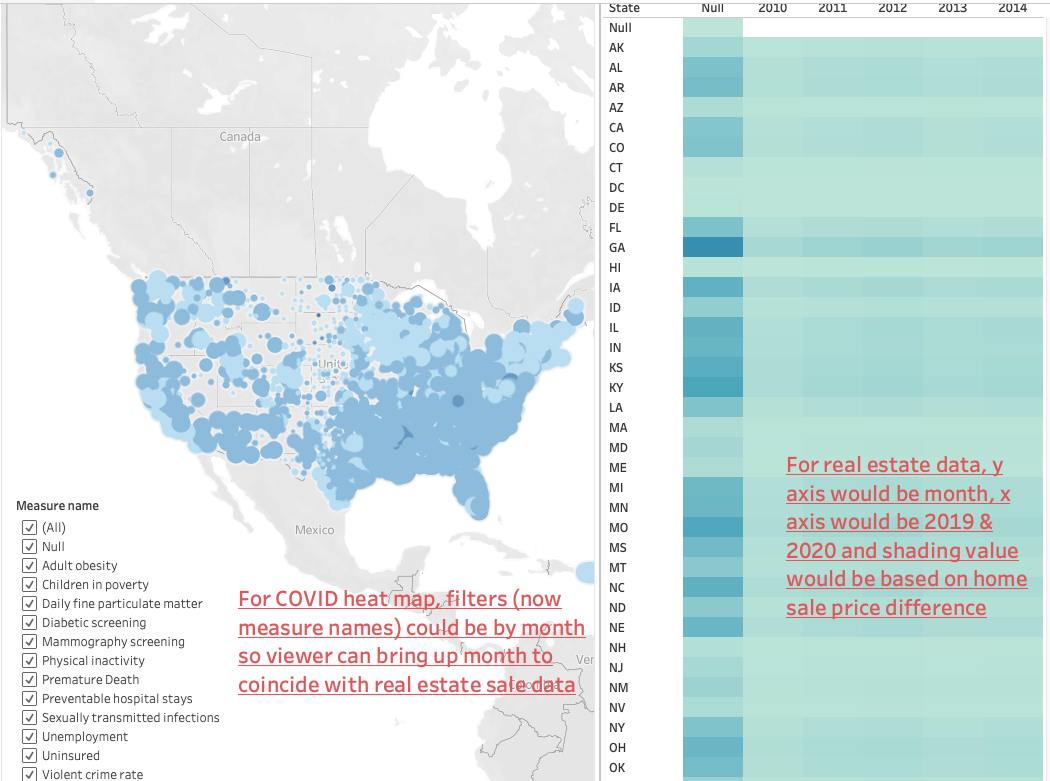 Canada
Unit
Mexico
Ver
Colombia
Measure name
(All)
Null
Adult obesity
Children in poverty
Daily fine particulate matter
Diabetic screening
Mammography screening
Physical inactivity
Premature Death
Preventable hospital stays
Sexually transmitted infections
Unemployment
Uninsured
Violent crime rate
For COVID heat map, filters (now
measure names) could be by month
so viewer can bring up month to
coincide with real estate sale data
State Null 2010 2011 2012 2013 2014
Null
AK
AL
AR
AZ
CA
CO
CT
DC
DE
FL
GA
HI
IA
ID
IL
IN
KS
KY
LA
MA
MD
ME
MI
MN
MO
MS
MT
NC
ND
NE
NH
NJ
NM
NV
NY
OH
OK
For real estate data, y
axis would be month, x
axis would be 2019 &
2020 and shading value
would be based on home
sale price difference